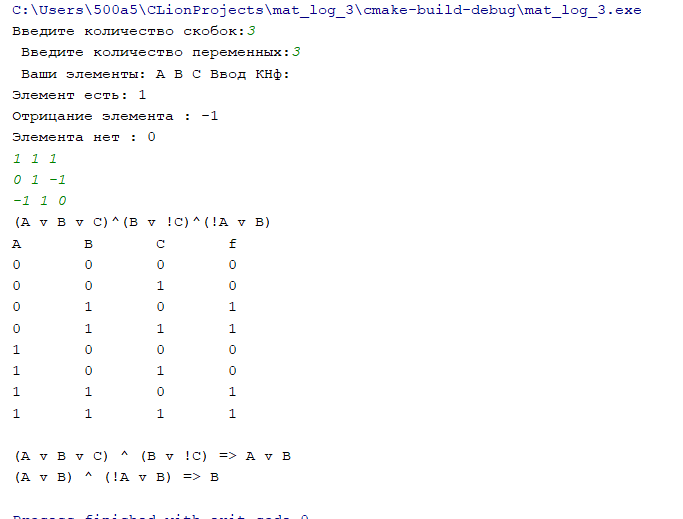 C:\Users\500a5\CLionProjects\mat_log_3\cmake-build-debug\mat_log_3.exe
Введите количество скобок:3
Введите количество переменных:3
Ваши элементы: A B C Ввод КНф:
Элемент есть: 1
Отрицание элемента : -1
Элемента нет : 0
1 1 1
0 1 -1
-1 1 0
(A v B v C)^(B v !C)^(!A v B)
A B C f
0 0 0 0
0 0 1 0
0 1 0 1
0 1 1 1
1 0 0 0
1 0 1 0
1 1 0 1
1 1 1 1
(A v B v C) ^ (B v !C) => A v B
(A v B) ^ (!A v B) => B
Process finished with exit code 0